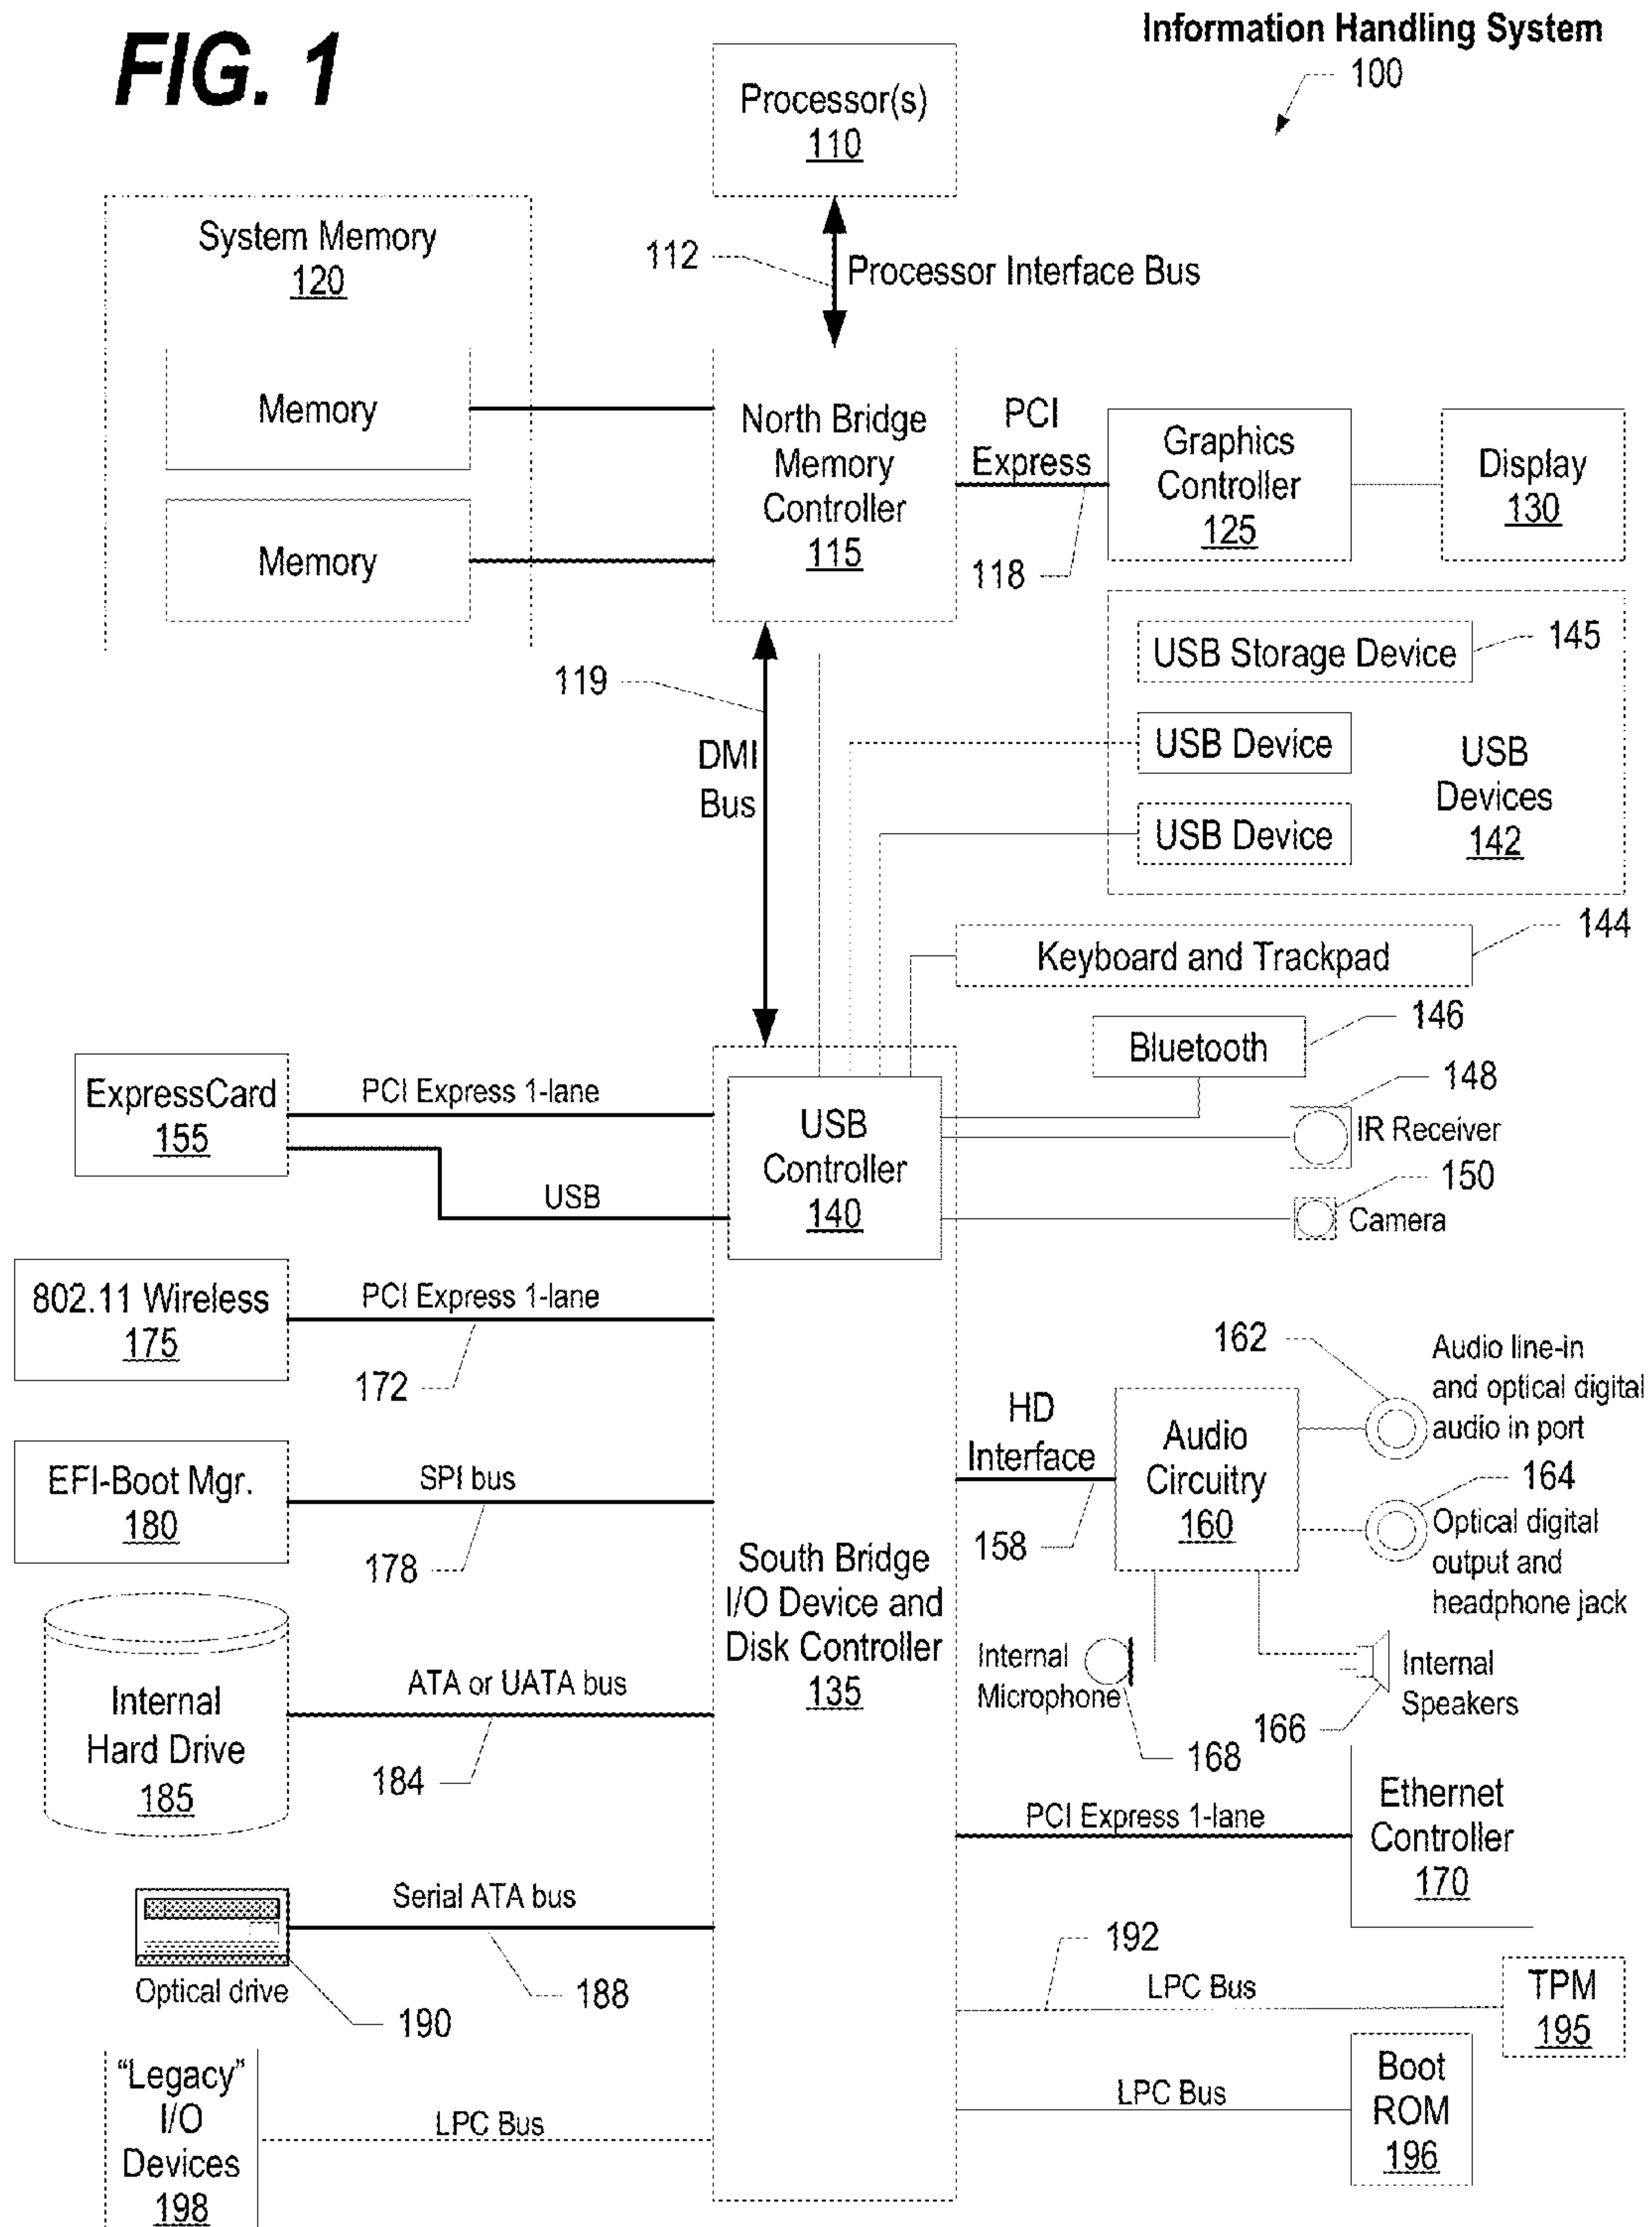 FIG. 1
Information Handling System
100
Processor(s)
110
System Memory
120
112
Processor Interface Bus
Memory
Memory
North Bridge
Memory
Controller
115
PCI
Express
118
Graphics
Controller
125
Display
130
119
DMI
Bus
USB Storage Device
145
USB Device
USB Device
USB
Devices
142
Keyboard and Trackpad
144
Bluetooth
146
148
IR Receiver
150
Camera
ExpressCard
155
PCI Express 1-lane
USB
USB
Controller
140
802.11 Wireless
175
PCI Express 1-lane
172
EFI-Boot Mgr.
180
SPI bus
178
HD
Interface
158
Audio
Circuitry
160
162
Audio line-in
and optical digital
audio in port
164
Optical digital
output and
headphone jack
South Bridge
I/O Device and
Disk Controller
135
Internal
Microphone
168
166
Internal
Speakers
Internal
Hard Drive
185
ATA or UATA bus
184
PCI Express 1-lane
Ethernet
Controller
170
Serial ATA bus
188
Optical drive
190
192
LPC Bus
TPM
195
"Legacy"
I/O
Devices
198
LPC Bus
LPC Bus
Boot
ROM
196